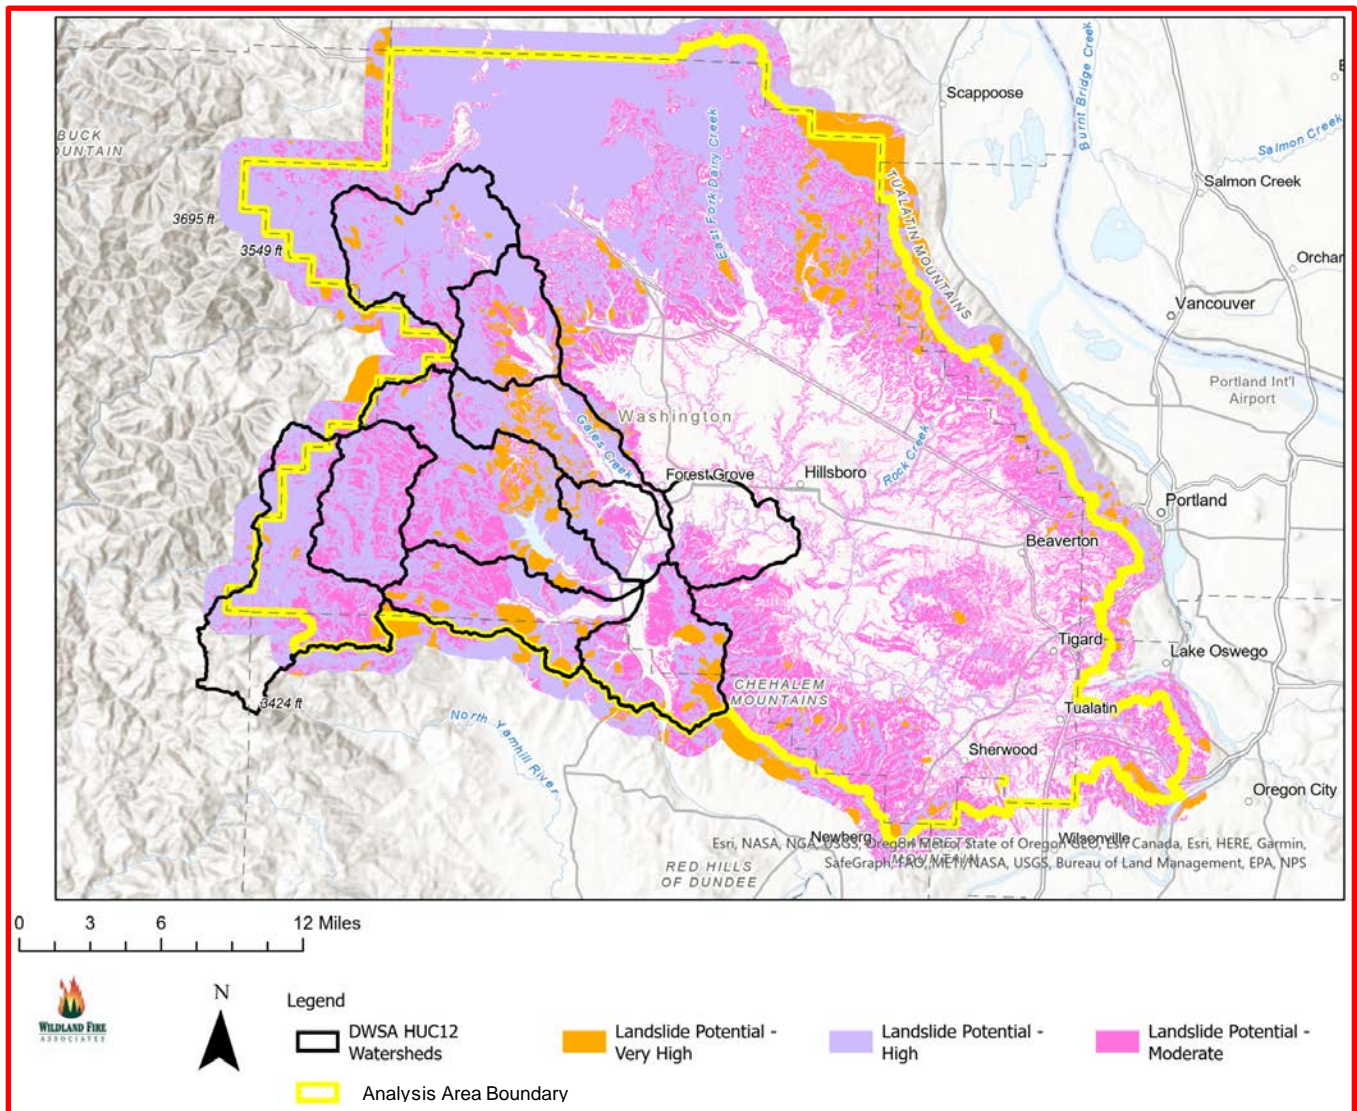 Scappoose
Burnt Bridge Creek
BUCK
OUNTAIN
East Fork Dairy Creek
Salmon Creek
Salmon Creek
TUALATIN MOUNTAINS
3695 ft
3549 ft
Orchar
Vancouver
Portland Int'l
Airport
Washington
Gales Creek
Rock Creek
Forest Grove
Hillsboro
Portland
Beaverton
Tigard
Lake Oswego
CHEHALEM
MOUNTAINS
3424 ft
North Yamhill River
Tualatin
Sherwood
Oregon City
Newberg
Wilsonville
Esri, NASA, NGA, USGS, Oregon Metro, State of Oregon GEO, Esri Canada, Esri, HERE, Garmin,
SafeGraph, FAO, METI/NASA, USGS, Bureau of Land Management, EPA, NPS
RED HILLS
OF DUNDEE
0 3 6 12 Miles
WILDLAND FIRE
ASSOCIATES
N
Legend
DWSA HUC12
Watersheds
Landslide Potential -
Very High
Landslide Potential -
High
Landslide Potential -
Moderate
Analysis Area Boundary